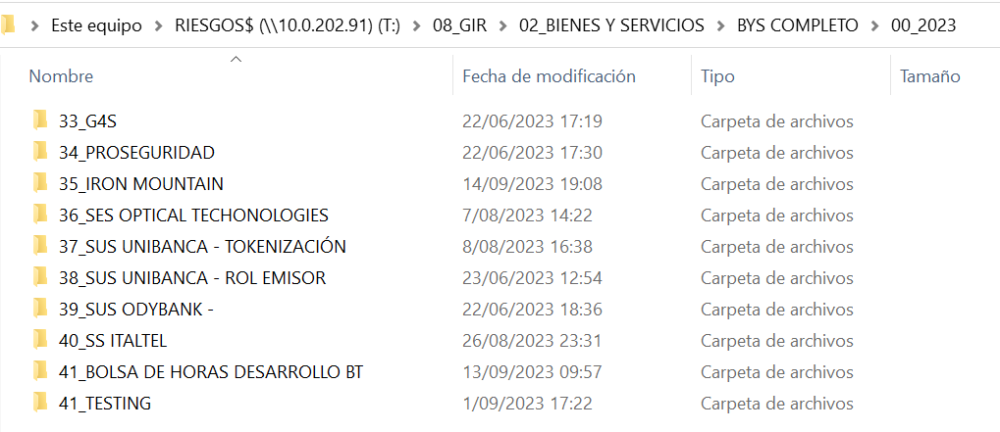 Este equipo > RIESGOS$ (\\10.0.202.91) (T:) > 08_GIR > 02_BIENES Y SERVICIOS > BYS COMPLETO > 00_2023
Nombre Fecha de modificación Tipo Tamaño
33_G4S 22/06/2023 17:19 Carpeta de archivos
34_PROSEGURIDAD 22/06/2023 17:30 Carpeta de archivos
35_IRON MOUNTAIN 14/09/2023 19:08 Carpeta de archivos
36_SES OPTICAL TECHONOLOGIES 7/08/2023 14:22 Carpeta de archivos
37_SUS UNIBANCA - TOKENIZACIÓN 8/08/2023 16:38 Carpeta de archivos
38_SUS UNIBANCA - ROL EMISOR 23/06/2023 12:54 Carpeta de archivos
39_SUS ODYBANK - 22/06/2023 18:36 Carpeta de archivos
40_SS ITALTEL 26/08/2023 23:31 Carpeta de archivos
41_BOLSA DE HORAS DESARROLLO BT 13/09/2023 09:57 Carpeta de archivos
41_TESTING 1/09/2023 17:22 Carpeta de archivos